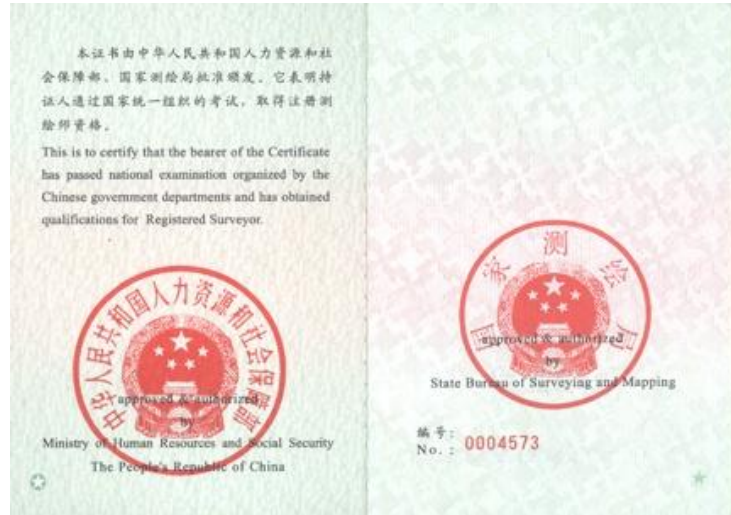 本证书由中华人民共和国人力资源和社
会保障部、国家测绘局批准颁发。它表明持
证人通过国家统一组织的考试，取得注册测
绘师资格。
This is to certify that the bearer of the Certificate
has passed national examination organized by the
Chinese government departments and has obtained
qualifications for Registered Surveyor.
中华人民共和国人力资源和社会保障部
approved & authorized
by
Ministry of Human Resources and Social Security
The People's Republic of China
国家测绘局
approved & authorized
by
State Bureau of Surveying and Mapping
编号：
No. : 0004573